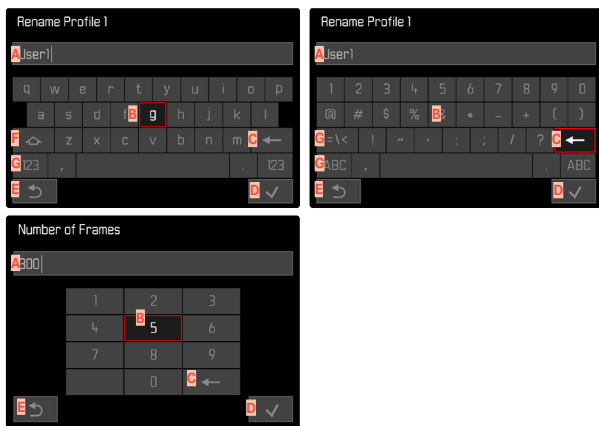 Rename Profile 1
A User1
q w e r t y u i o p
a s d f B g h j k l
F z x c v b n m C ←
G 123 , . 123
E D ✓
Rename Profile 1
A User1
1 2 3 4 5 6 7 8 9 0
@ # $ % B & * - + ( )
G =\< ! " ' : ; / ? C ←
G ABC , . ABC
E D ✓
Number of Frames
A 300
1 2 3
4 B 5 6
7 8 9
0 C ←
E D ✓